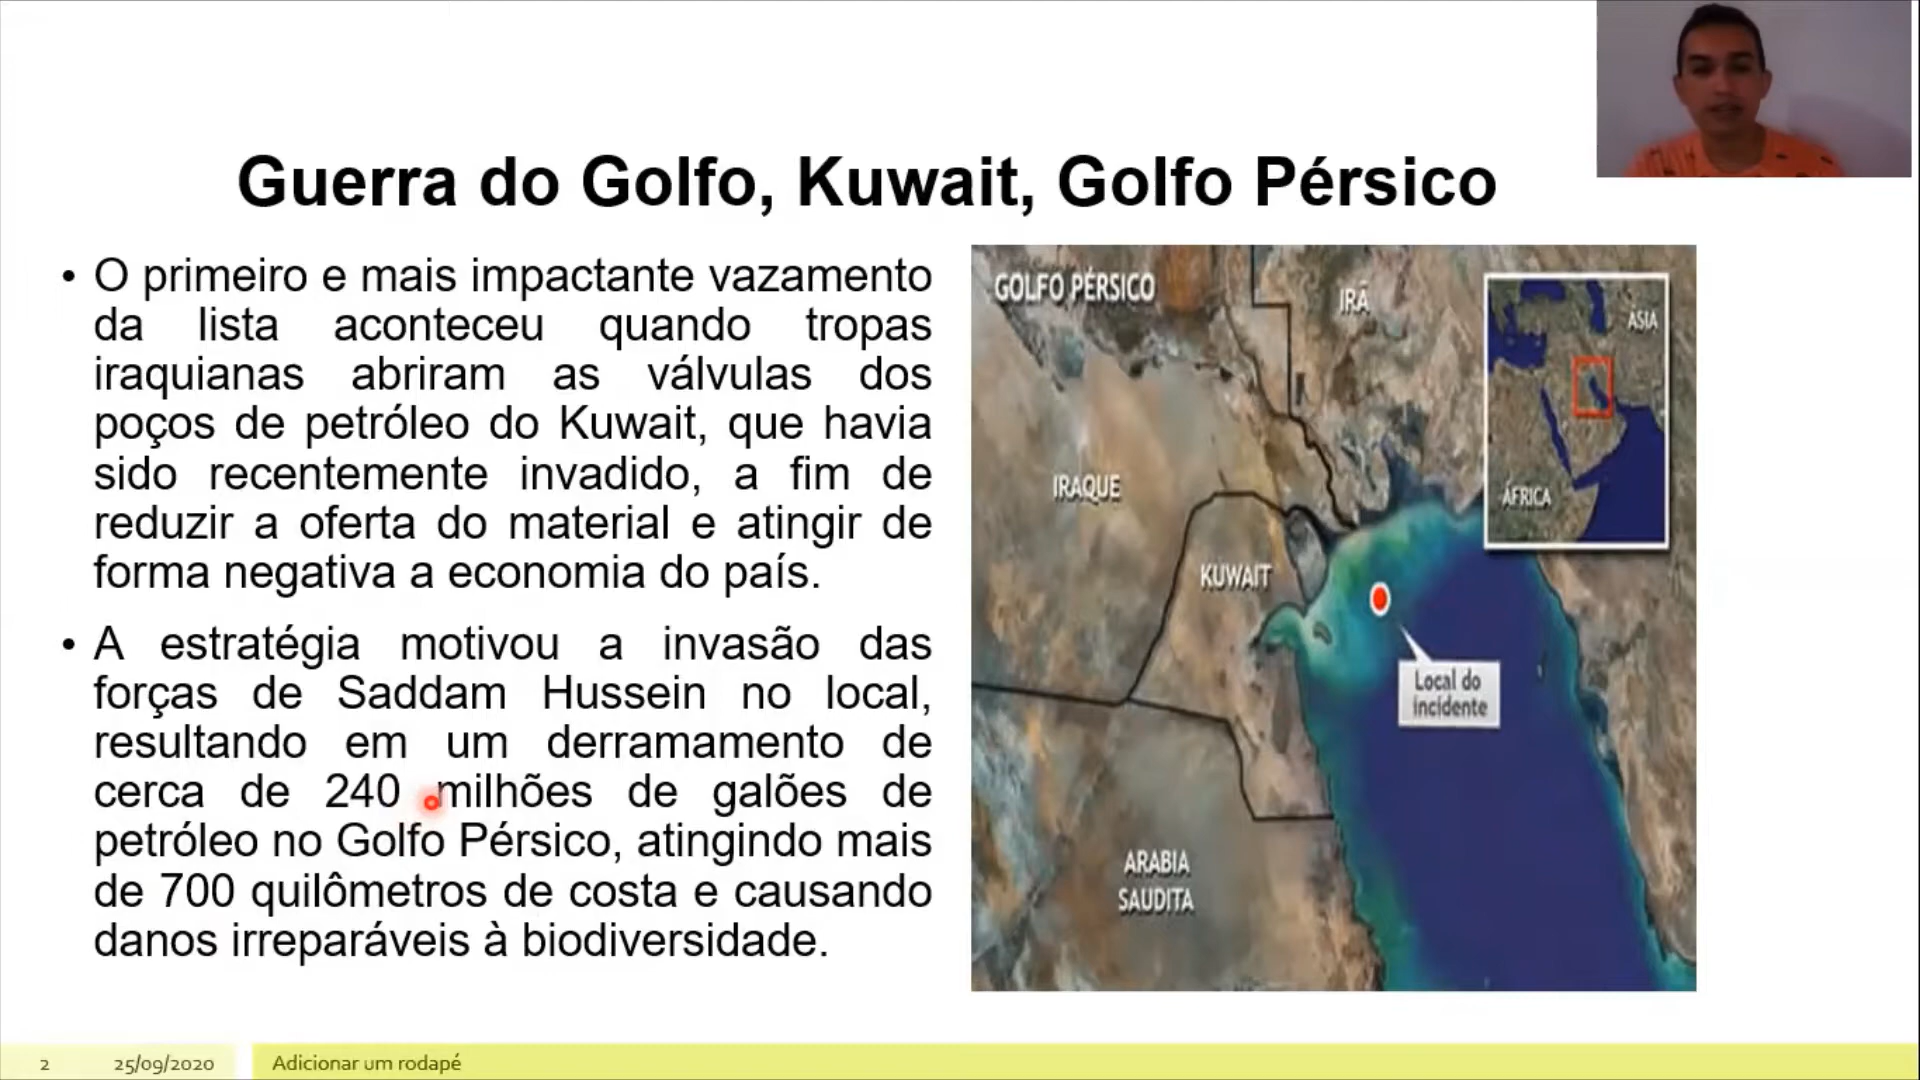 Guerra do Golfo, Kuwait, Golfo Pérsico
• O primeiro e mais impactante vazamento
da lista aconteceu quando tropas
iraquianas abriram as válvulas dos
poços de petróleo do Kuwait, que havia
sido recentemente invadido, a fim de
reduzir a oferta do material e atingir de
forma negativa a economia do país.
• A estratégia motivou a invasão das
forças de Saddam Hussein no local,
resultando em um derramamento de
cerca de 240 milhões de galões de
petróleo no Golfo Pérsico, atingindo mais
de 700 quilômetros de costa e causando
danos irreparáveis à biodiversidade.
GOLFO PÉRSICO
IRÃ
ÁSIA
ÁFRICA
IRAQUE
KUWAIT
Local do
incidente
ARABIA
SAUDITA
2
25/09/2020
Adicionar um rodapé